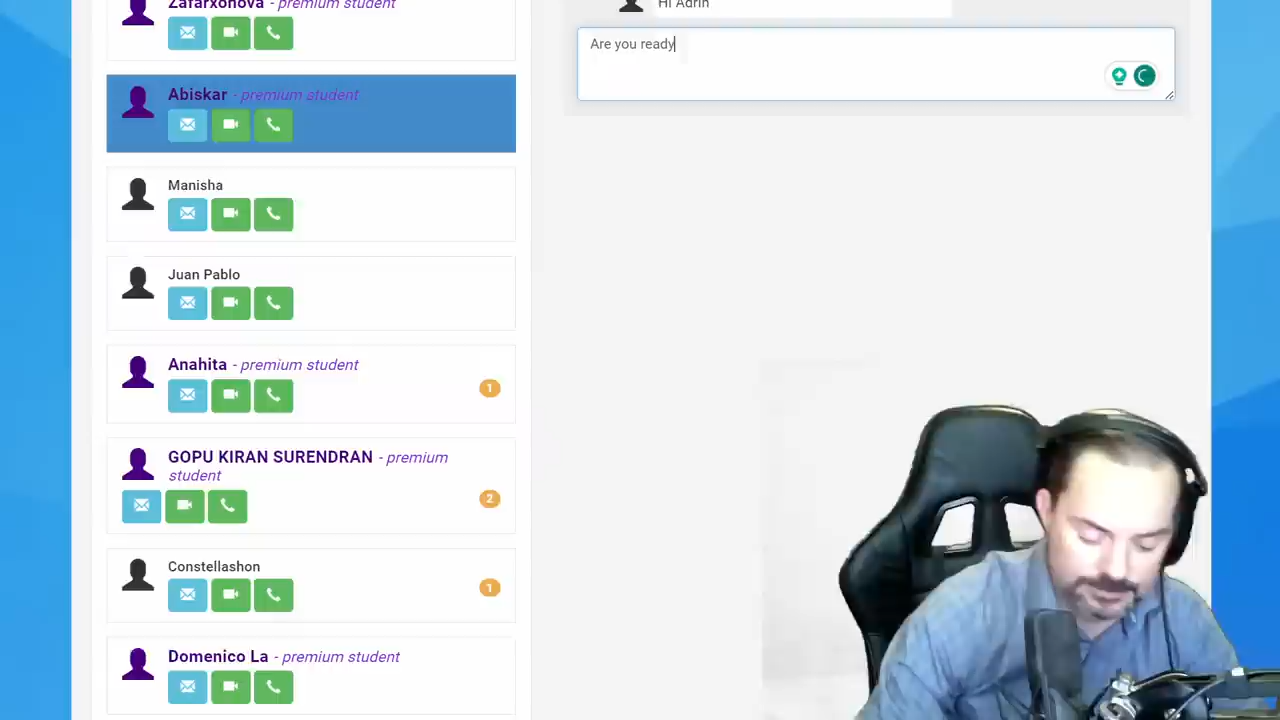 Zafarxonova - premium student
Hi Adrin
Are you ready
Abiskar - premium student
Manisha
Juan Pablo
Anahita - premium student
1
GOPU KIRAN SURENDRAN - premium
student
2
Constellashon
1
Domenico La - premium student